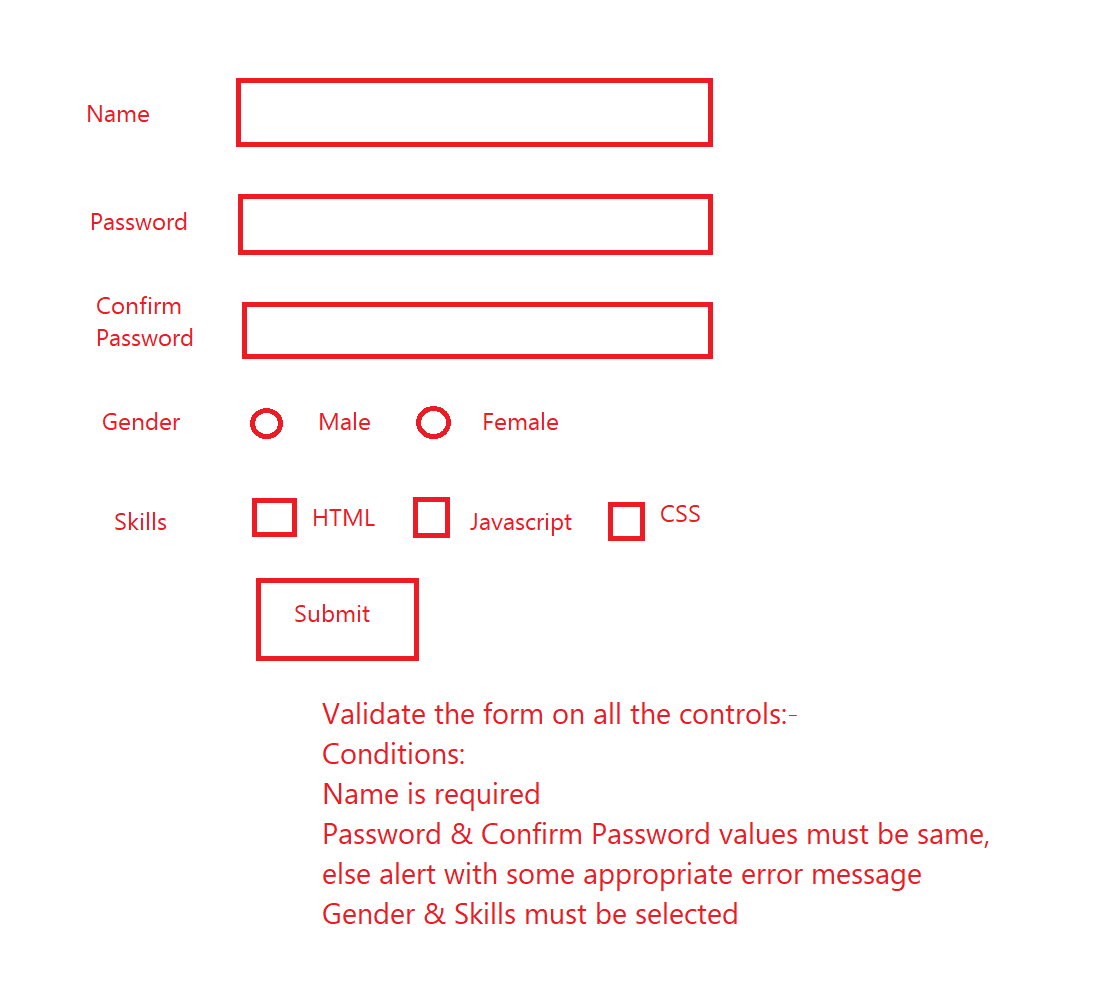 Name
Password
Confirm
Password
Gender Male Female
Skills HTML Javascript CSS
Submit
Validate the form on all the controls:-
Conditions:
Name is required
Password & Confirm Password values must be same,
else alert with some appropriate error message
Gender & Skills must be selected